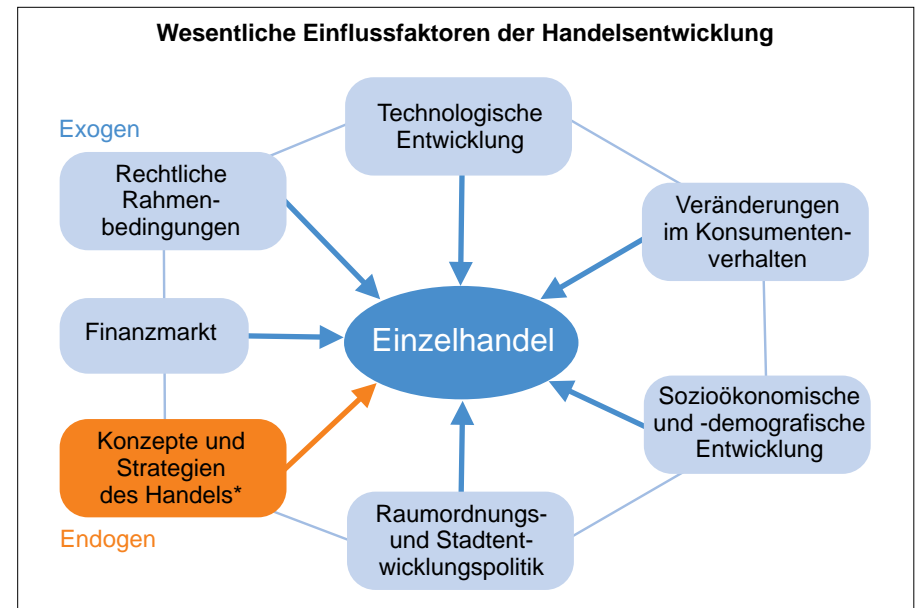 Wesentliche Einflussfaktoren der Handelsentwicklung
Exogen
Technologische
Entwicklung
Rechtliche
Rahmen-
bedingungen
Veränderungen
im Konsumenten-
verhalten
Finanzmarkt
Einzelhandel
Sozioökonomische
und -demografische
Entwicklung
Konzepte und
Strategien
des Handels*
Endogen
Raumordnungs-
und Stadtent-
wicklungspolitik